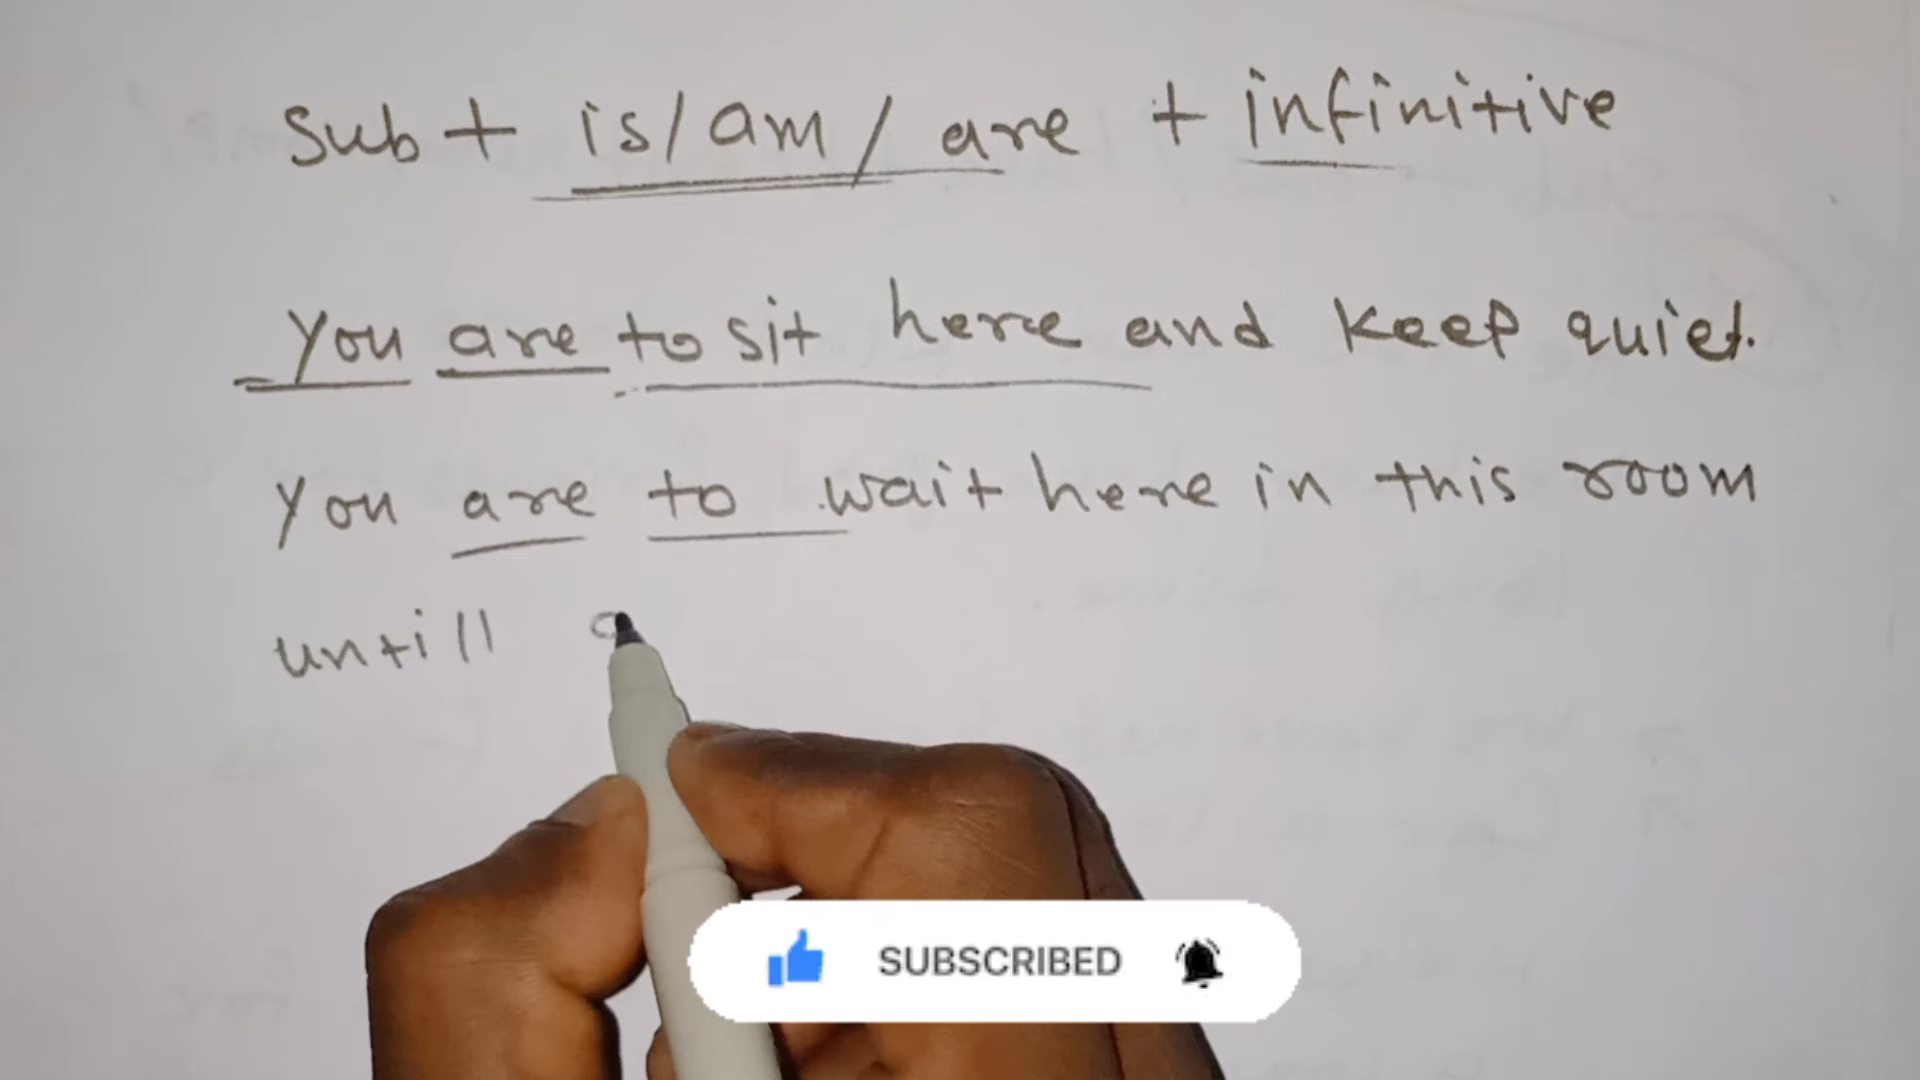 Sub + is/am/are + infinitive
You are to sit here and keep quiet.
You are to wait here in this room
untill
SUBSCRIBED